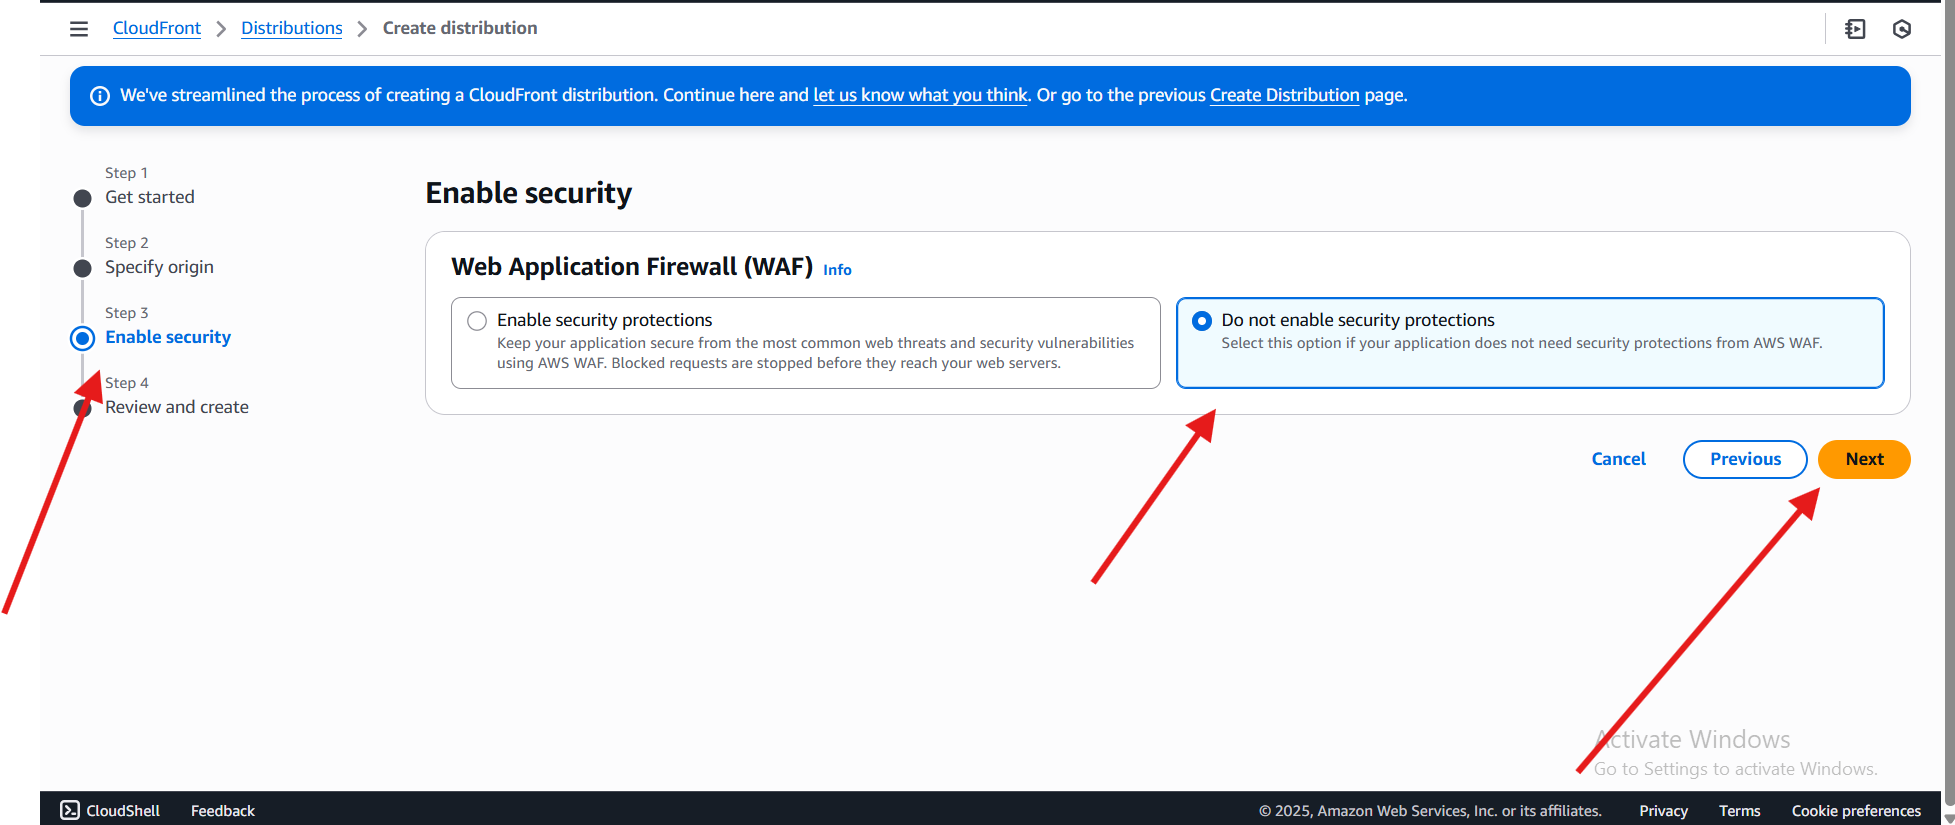 CloudFront > Distributions > Create distribution
We've streamlined the process of creating a CloudFront distribution. Continue here and let us know what you think. Or go to the previous Create Distribution page.
Step 1
Get started
Step 2
Specify origin
Step 3
Enable security
Step 4
Review and create
Enable security
Web Application Firewall (WAF) Info
Enable security protections
Keep your application secure from the most common web threats and security vulnerabilities
using AWS WAF. Blocked requests are stopped before they reach your web servers.
Do not enable security protections
Select this option if your application does not need security protections from AWS WAF.
Cancel Previous Next
Activate Windows
Go to Settings to activate Windows.
CloudShell Feedback © 2025, Amazon Web Services, Inc. or its affiliates. Privacy Terms Cookie preferences